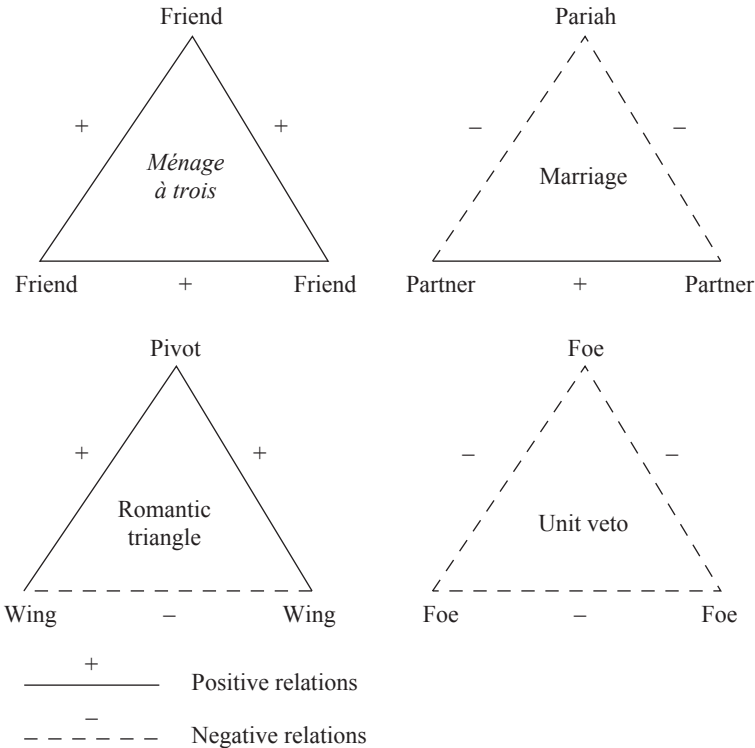 Friend
+
+
Ménage
à trois
Friend
+
Friend
Pariah
–
–
Marriage
Partner
+
Partner
Pivot
+
+
Romantic
triangle
Wing
–
Wing
Foe
–
–
Unit veto
Foe
–
Foe
+
Positive relations
–
Negative relations